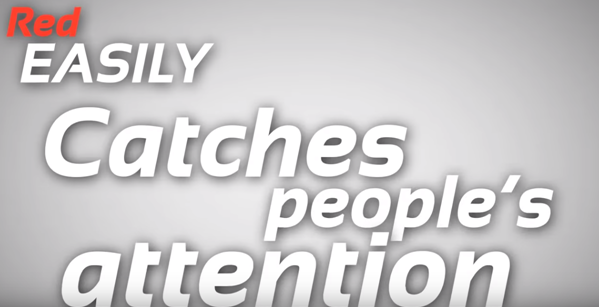 Red
EASILY
Catches
people's
attention